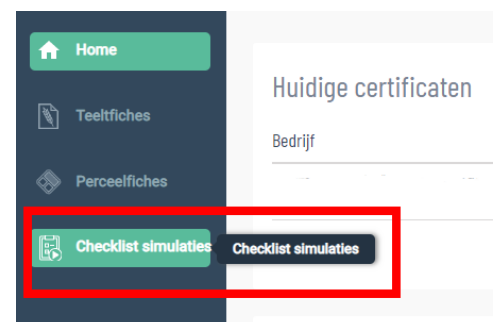 Home
Teeltfiches
Perceelfiches
Checklist simulaties
Checklist simulaties
Huidige certificaten
Bedrijf